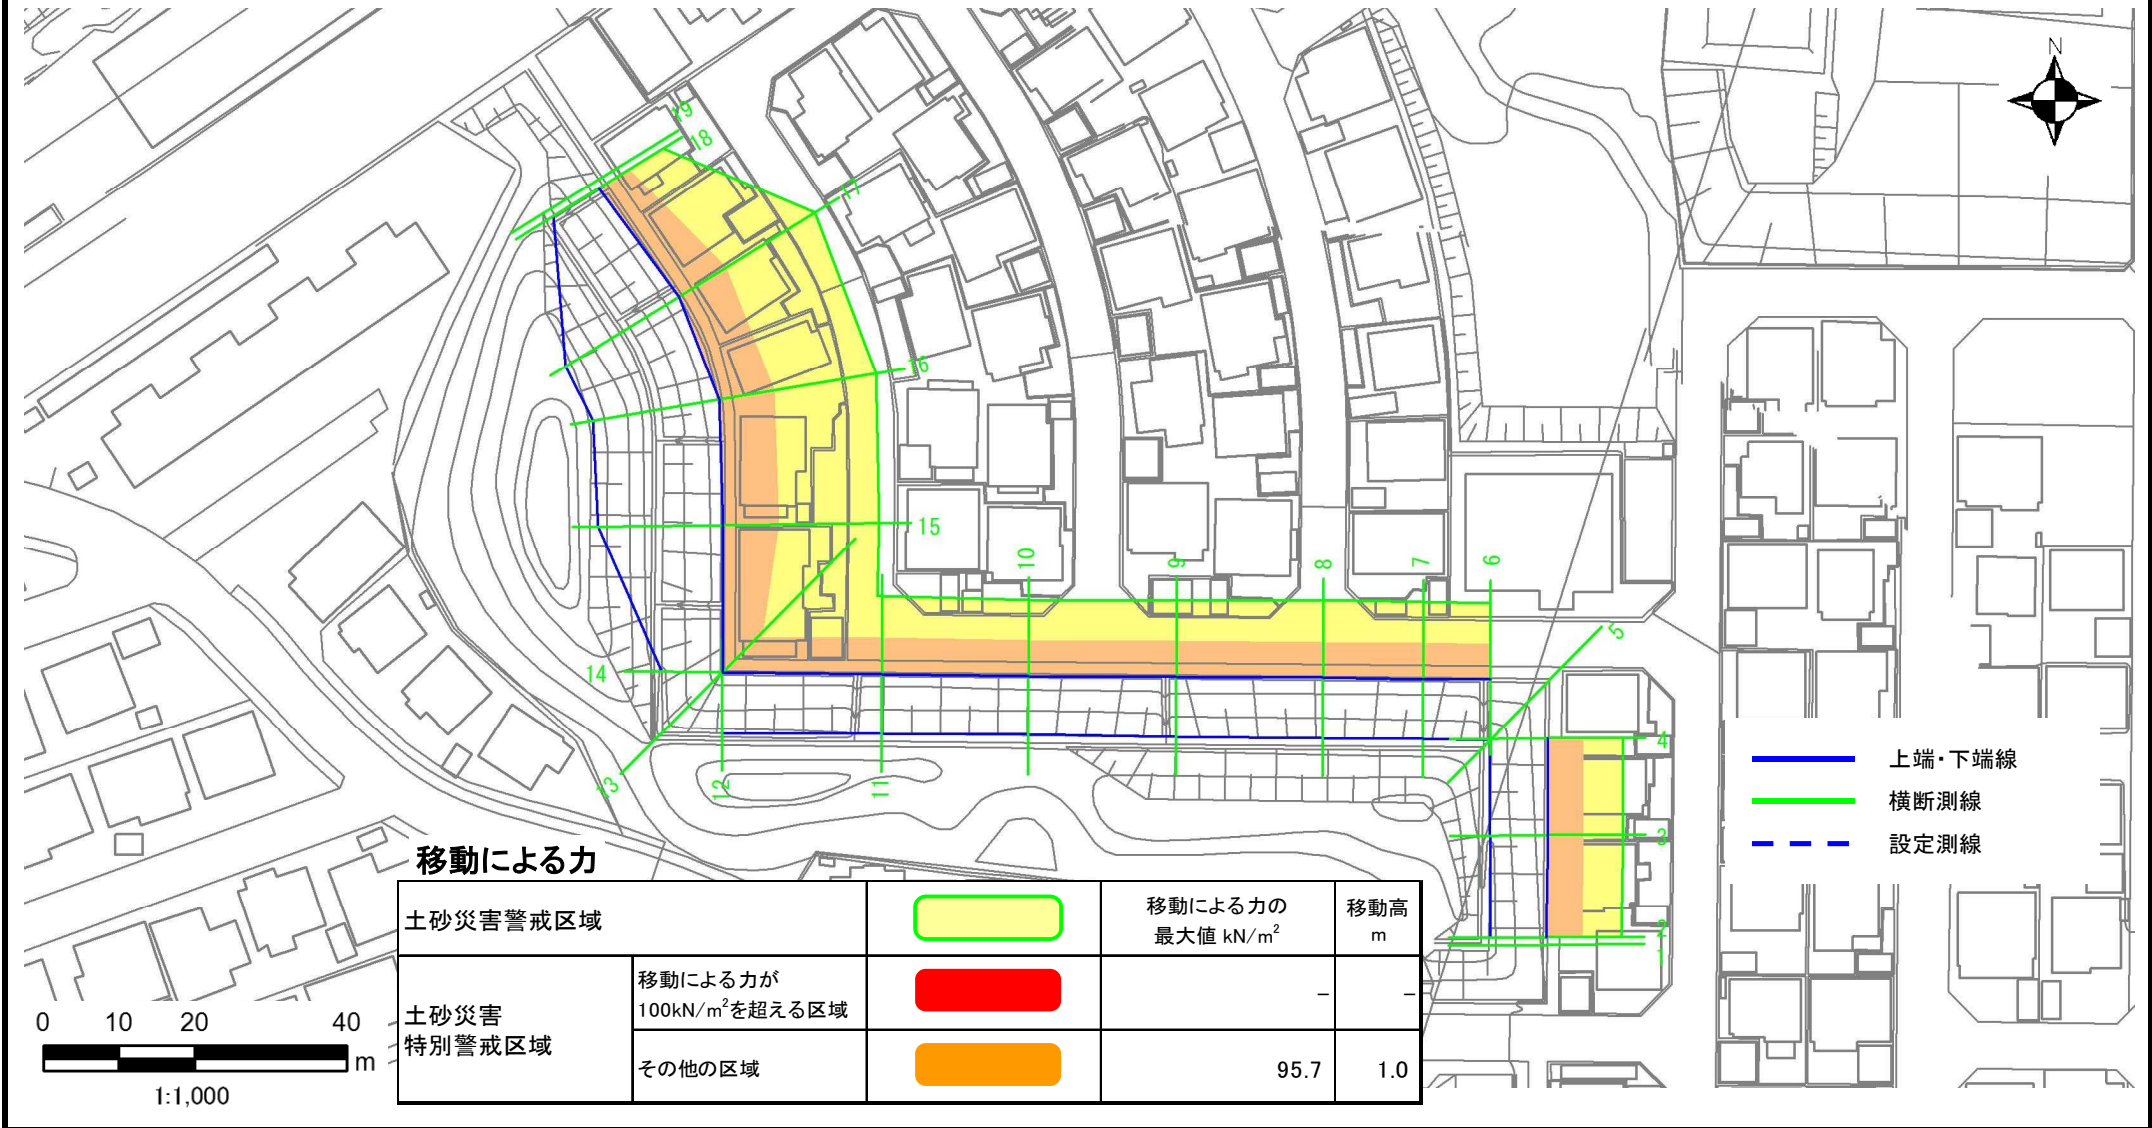 N
19
18
17
16
15
10
9
8
7
6
5
14
13
12
11
4
3
2
1
上端・下端線
横断測線
設定測線
移動による力
土砂災害警戒区域
移動による力の
最大値 kN/m²
移動高
m
土砂災害
特別警戒区域
移動による力が
100kN/m²を超える区域
－
－
その他の区域
95.7
1.0
0 10 20 40
m
1:1,000